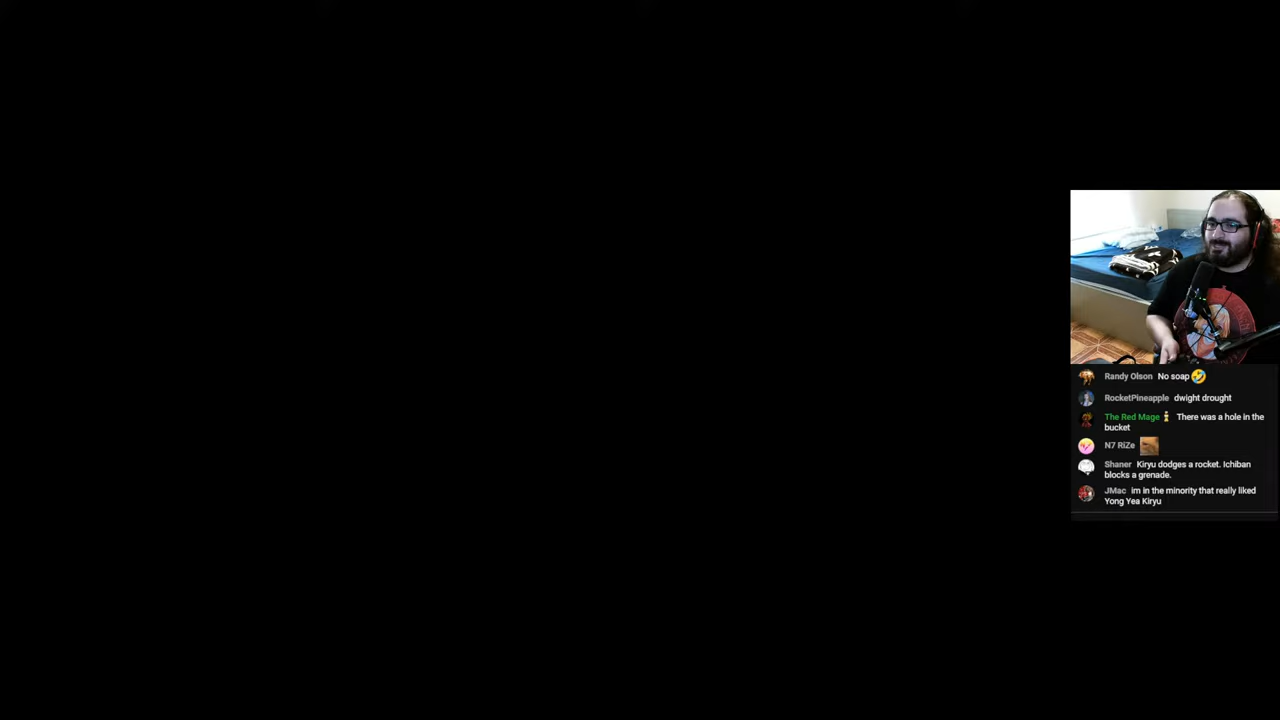 Randy Olson No soap 🤣
RocketPineapple dwight drought
The Red Mage There was a hole in the
bucket
N7 RiZe
Shaner Kiryu dodges a rocket. Ichiban
blocks a grenade.
JMac im in the minority that really liked
Yong Yea Kiryu